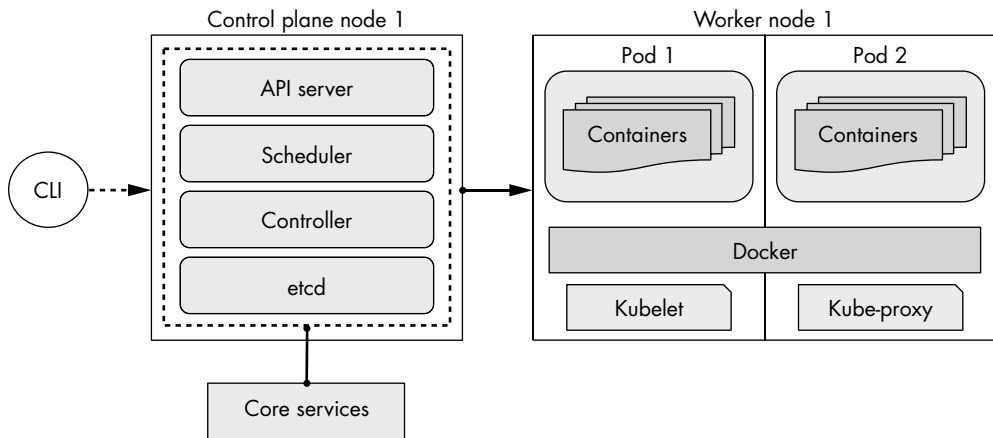 Control plane node 1
API server
Scheduler
Controller
etcd
CLI
Core services
Worker node 1
Pod 1
Containers
Pod 2
Containers
Docker
Kubelet
Kube-proxy